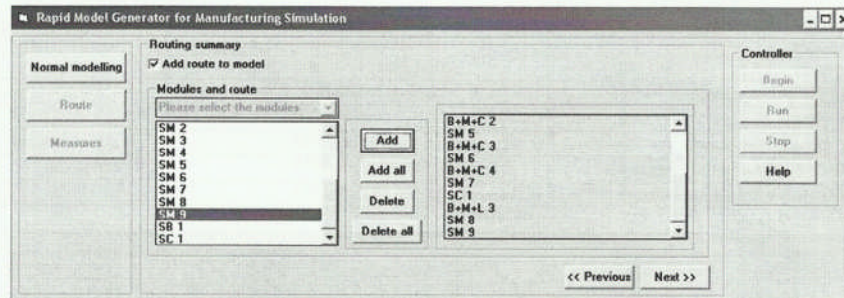 Rapid Model Generator for Manufacturing Simulation
Normal modelling
Route
Measures
Routing summary
Add route to model
Modules and route
Please select the modules
SM 2
SM 3
SM 4
SM 5
SM 6
SM 7
SM 8
SM 9
SB 1
SC 1
Add
Add all
Delete
Delete all
B+M+C 2
SM 5
B+M+C 3
SM 6
B+M+C 4
SM 7
SC 1
B+M+L 3
SM 8
SM 9
<< Previous
Next >>
Controller
Begin
Run
Stop
Help